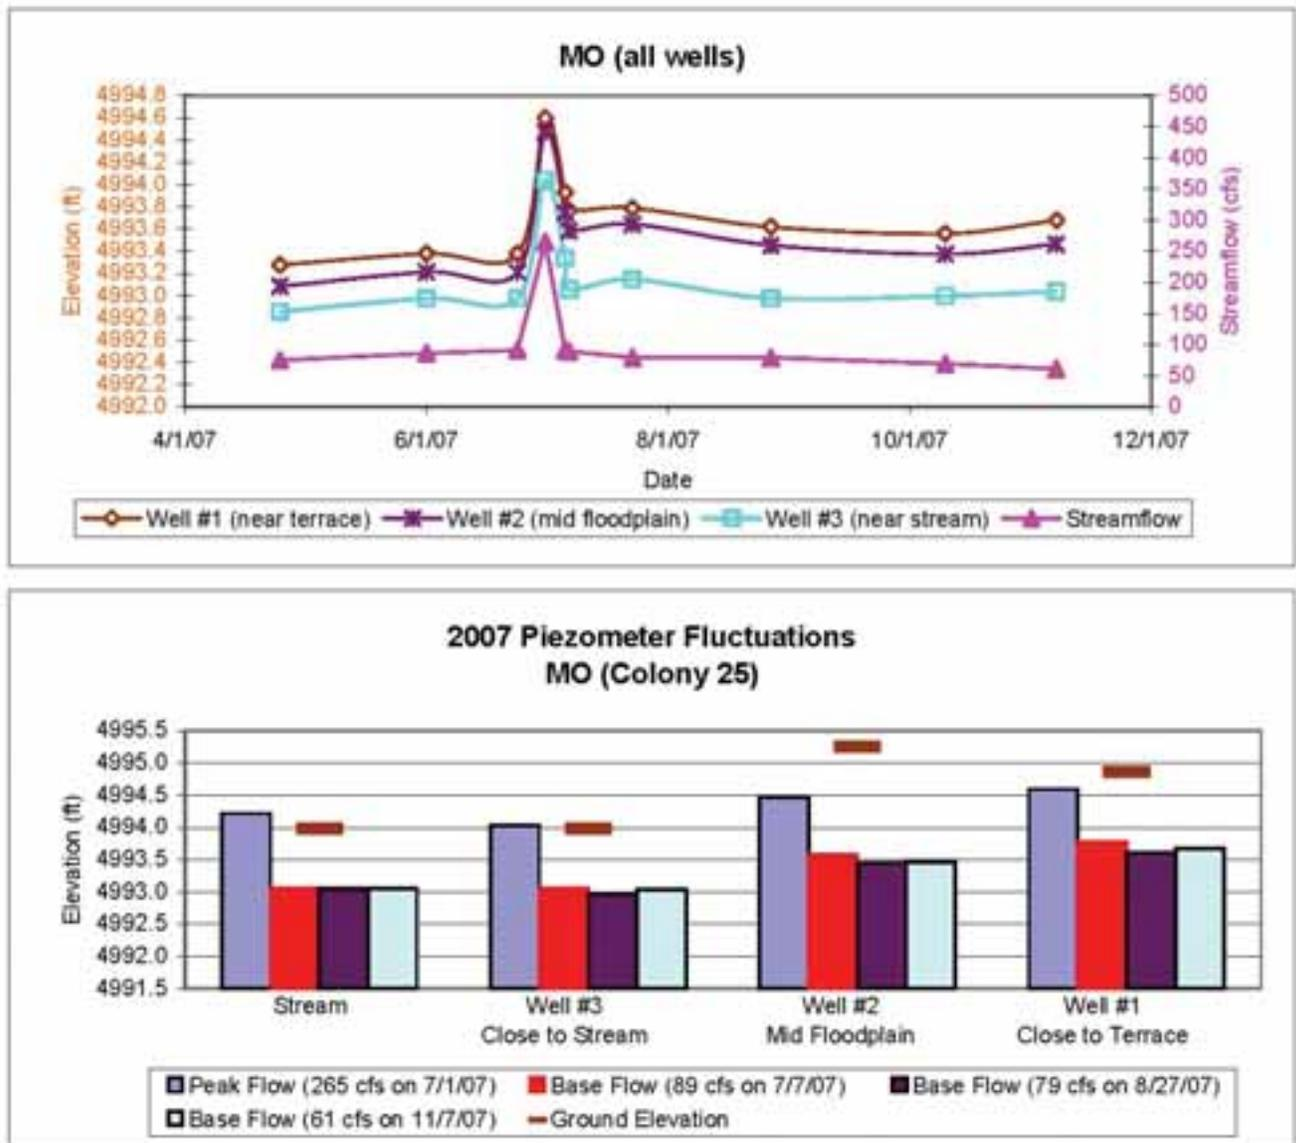 MO (all wells)
4994.8
4994.6
4994.4
4994.2
4994.0
4993.8
4993.6
4993.4
4993.2
4993.0
4992.8
4992.6
4992.4
4992.2
4992.0
Elevation (ft)
500
450
400
350
300
250
200
150
100
50
0
Streamflow (cfs)
4/1/07 6/1/07 8/1/07 10/1/07 12/1/07
Date
Well #1 (near terrace) Well #2 (mid floodplain) Well #3 (near stream) Streamflow
2007 Piezometer Fluctuations
MO (Colony 25)
4995.5
4995.0
4994.5
4994.0
4993.5
4993.0
4992.5
4992.0
4991.5
Elevation (ft)
Stream Well #3 Well #2 Well #1
Close to Stream Mid Floodplain Close to Terrace
Peak Flow (265 cfs on 7/1/07) Base Flow (89 cfs on 7/7/07) Base Flow (79 cfs on 8/27/07)
Base Flow (61 cfs on 11/7/07) Ground Elevation